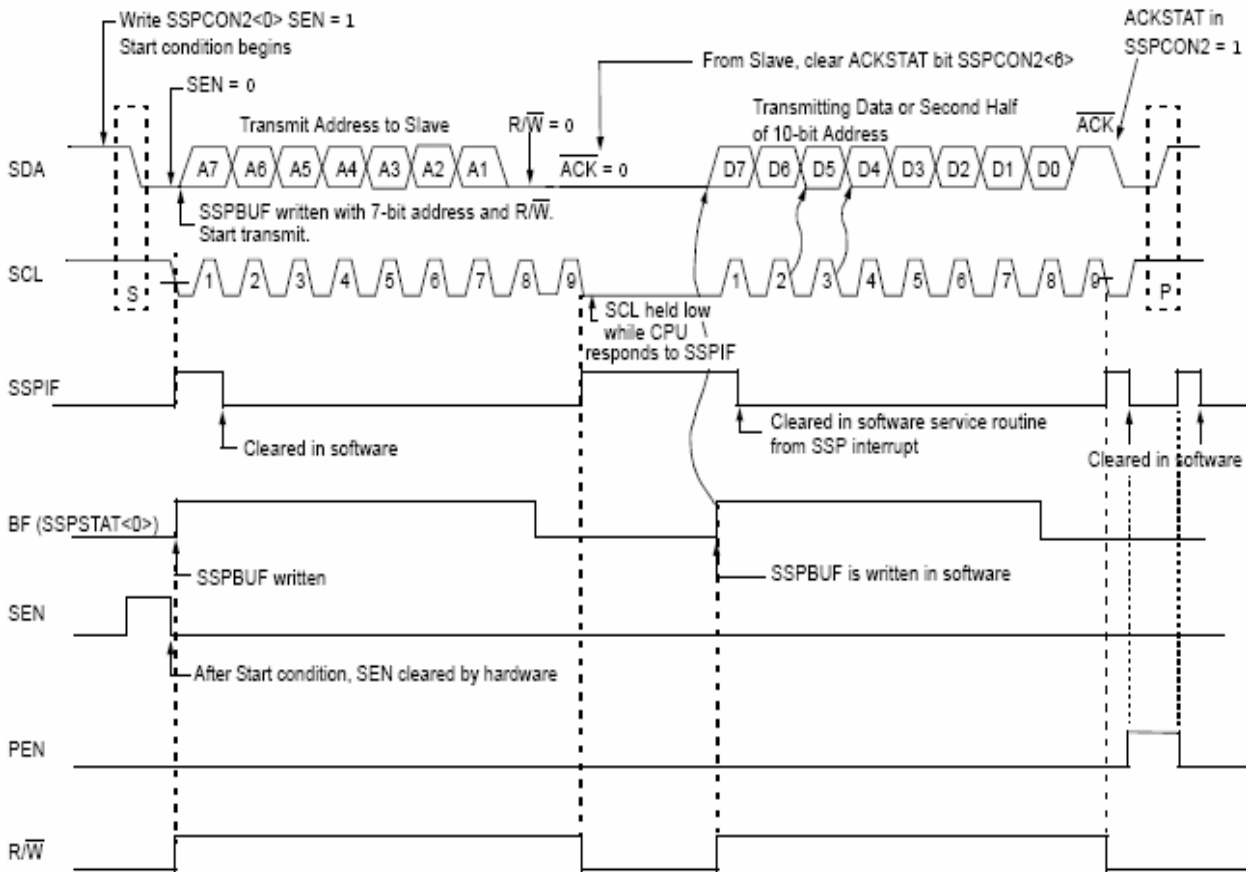 Write SSPCON2<0> SEN = 1
Start condition begins
ACKSTAT in
SSPCON2 = 1
From Slave, clear ACKSTAT bit SSPCON2<6>
SEN = 0
Transmit Address to Slave
R/W = 0
Transmitting Data or Second Half
of 10-bit Address
ACK
SDA
A7 A6 A5 A4 A3 A2 A1
ACK = 0
D7 D6 D5 D4 D3 D2 D1 D0
SSPBUF written with 7-bit address and R/W.
Start transmit.
SCL
S
1 2 3 4 5 6 7 8 9
1 2 3 4 5 6 7 8 9
P
SCL held low
while CPU
responds to SSPIF
SSPIF
Cleared in software
Cleared in software service routine
from SSP interrupt
Cleared in software
BF (SSPSTAT<0>)
SSPBUF written
SSPBUF is written in software
SEN
After Start condition, SEN cleared by hardware
PEN
R/W